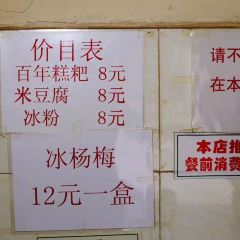 价目表
百年糕粑 8元
米豆腐 8元
冰粉 8元
冰杨梅
12元一盒
请不
在本
本店推
餐前消费